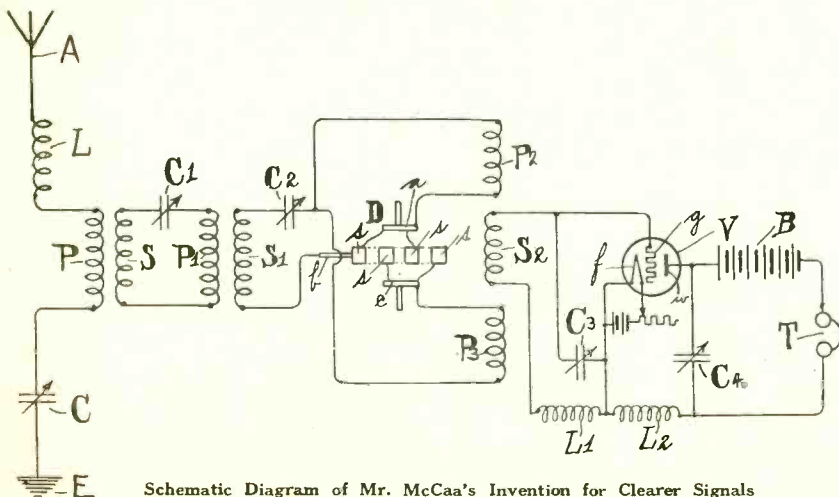 A
L
C1
C2
P2
P
S
P1
S1
D
a
s
s
s
s
b
e
P3
S2
g
V
B
f
w
C3
C4
T
L1
L2
C
E
Schematic Diagram of Mr. McCaa's Invention for Clearer Signals